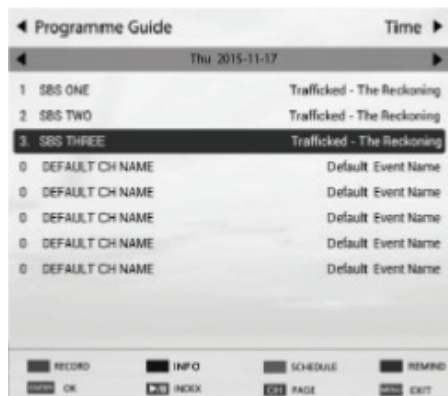 Programme Guide Time
Thu 2015-11-17
1 SBS ONE Trafficked - The Reckoning
2 SBS TWO Trafficked - The Reckoning
3. SBS THREE Trafficked - The Reckoning
0 DEFAULT CH NAME Default Event Name
0 DEFAULT CH NAME Default Event Name
0 DEFAULT CH NAME Default Event Name
0 DEFAULT CH NAME Default Event Name
0 DEFAULT CH NAME Default Event Name
RECORD INFO SCHEDULE REMIND
ENTER OK INDEX CH PAGE MENU EXIT